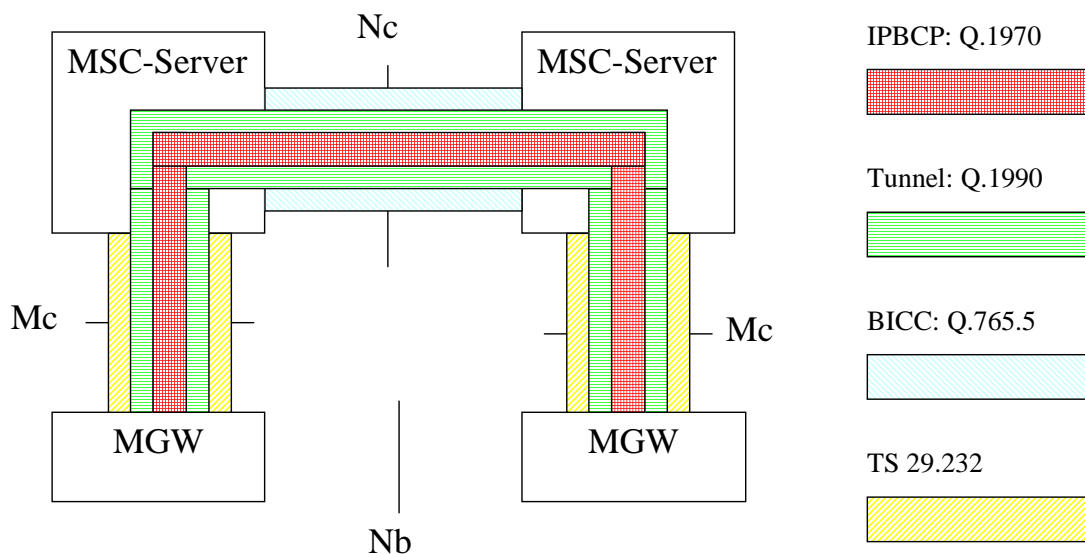 Nc
MSC-Server
MSC-Server
Mc
Mc
MGW
MGW
Nb
IPBCP: Q.1970
Tunnel: Q.1990
BICC: Q.765.5
TS 29.232